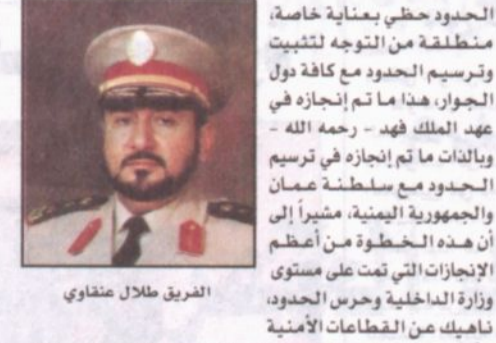 الحدود حظي بعناية خاصة،
منطلقة من التوجه لتثبيت
وترسيم الحدود مع كافة دول
الجوار، هذا ما تم إنجازه في
عهد الملك فهد - رحمه الله -
وبالذات ما تم إنجازه في ترسيم
الحدود مع سلطنة عمان
والجمهورية اليمنية، مشيراً إلى
أن هذه الخطوة من أعظم
الإنجازات التي تمت على مستوى
وزارة الداخلية وحرس الحدود،
ناهيك عن القطاعات الأمنية
الفريق طلال عنقاوي